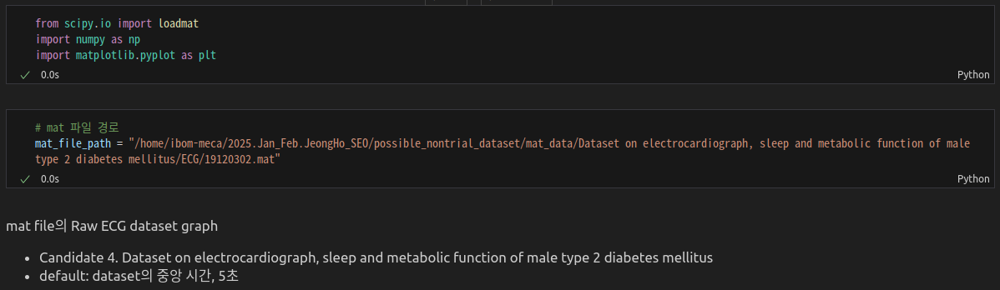 from scipy.io import loadmat
import numpy as np
import matplotlib.pyplot as plt
0.0s
Python
# mat 파일 경로
mat_file_path = "/home/ibom-meca/2025.Jan_Feb.JeongHo_SEO/possible_nontrial_dataset/mat_data/Dataset on electrocardiograph, sleep and metabolic function of male
type 2 diabetes mellitus/ECG/19120302.mat"
0.0s
Python
mat file의 Raw ECG dataset graph
• Candidate 4. Dataset on electrocardiograph, sleep and metabolic function of male type 2 diabetes mellitus
• default: dataset의 중앙 시간, 5초